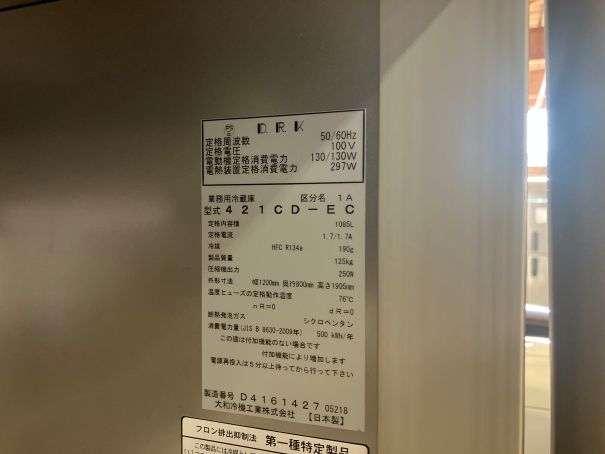 PS
E
D.R.K
定格周波数 50/60Hz
定格電圧 100V
電動機定格消費電力 130/130W
電熱装置定格消費電力 297W
業務用冷蔵庫 区分名 1A
型式 421CD-EC
定格内容積 1085L
定格電流 1.7/1.7A
冷媒 HFC R134a 190g
製品質量 125kg
圧縮機出力 250W
外形寸法 幅1200mm 奥行800mm 高さ1905mm
温度ヒューズの定格動作温度 76℃
nR=0 dR=0
断熱発泡ガス シクロペンタン
消費電力量(JIS B 8630-2009年) 500 kWh/年
この値は付加機能のない場合です
付加機能により増加します
電源再投入は5分以上待ってから行って下さい
製造番号 D4161427 05218
大和冷機工業株式会社 【日本製】
フロン排出抑制法 第一種特定製品